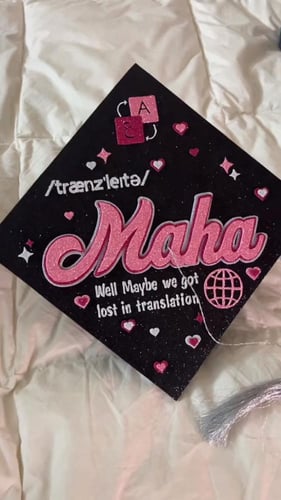 A
/trænz'leɪtə/
Maha
Well Maybe we got
lost in translation